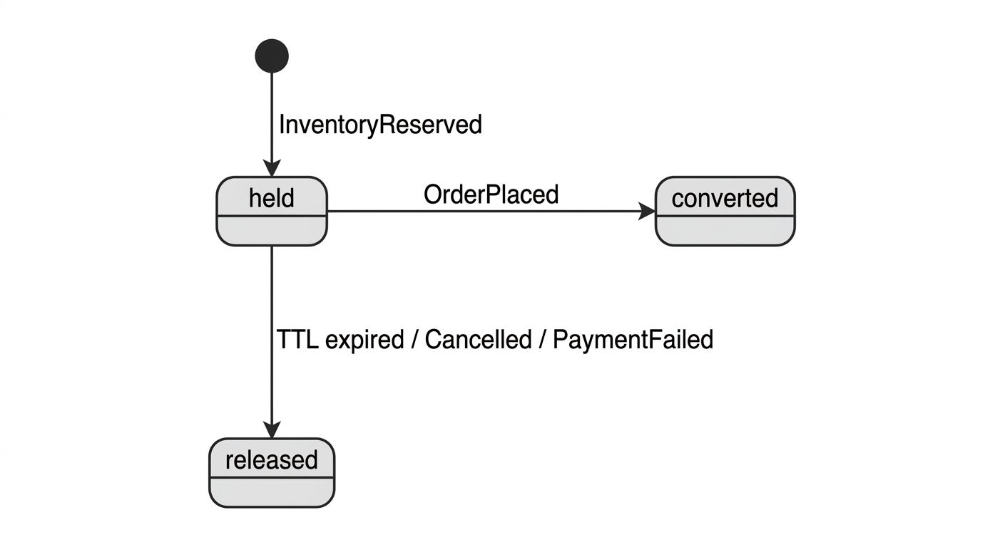 InventoryReserved
held
OrderPlaced
converted
TTL expired / Cancelled / PaymentFailed
released